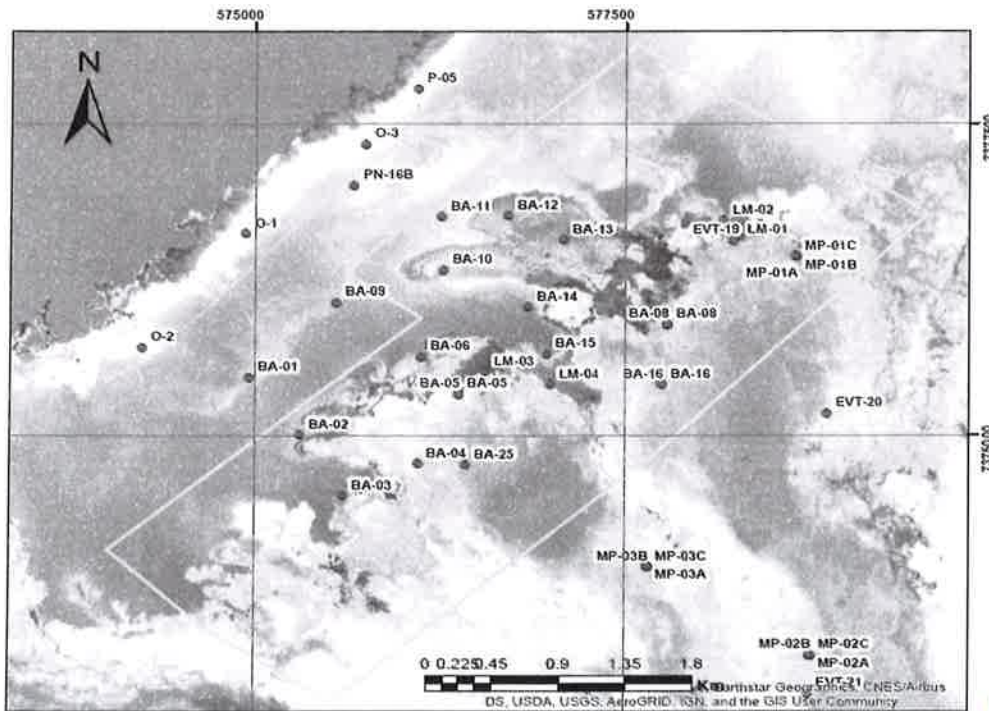 575000 577500
N
P-05
7377500
O-3
PN-16B
BA-11 BA-12
LM-02
O-1
EVT-19 LM-01
BA-13
MP-01C
BA-10
MP-01A MP-01B
BA-09
BA-14
BA-08 BA-08
O-2
BA-06
BA-15
LM-03
BA-01
BA-05 BA-05
LM-04
BA-16 BA-16
EVT-20
BA-02
7375000
BA-04 BA-25
BA-03
MP-03B MP-03C
MP-03A
MP-02B MP-02C
0 0.225 0.45 0.9 1.35 1.8
MP-02A
EVT-21
Earthstar Geographics, CNES/Airbus
DS, USDA, USGS, AeroGRID, IGN, and the GIS User Community